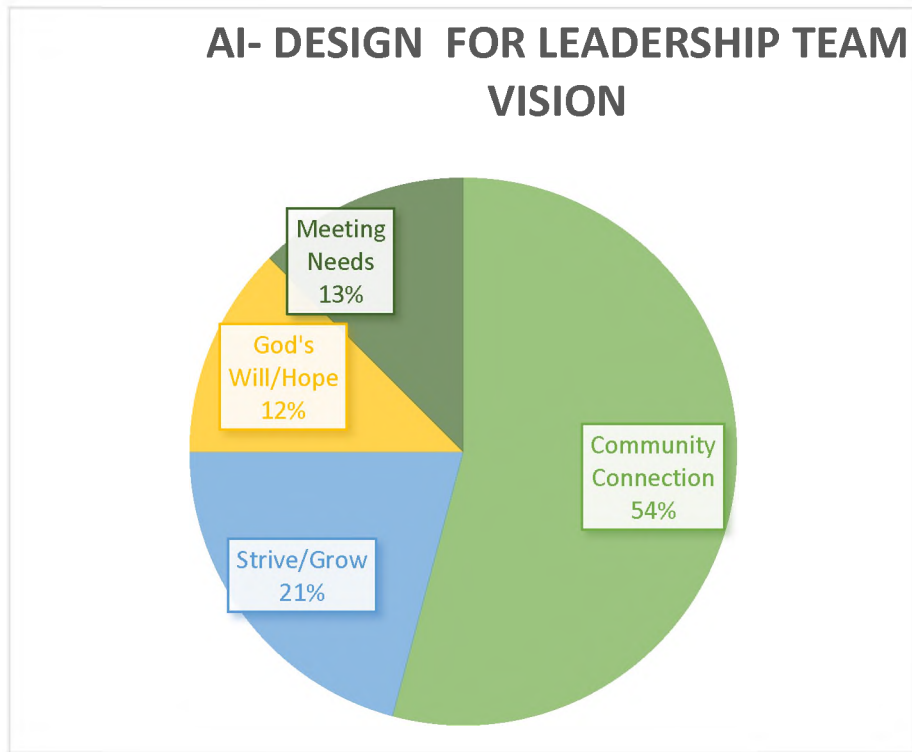 AI- DESIGN  FOR LEADERSHIP TEAM
VISION
Meeting
Needs
13%
God's
Will/Hope
12%
Community
Connection
54%
Strive/Grow
21%